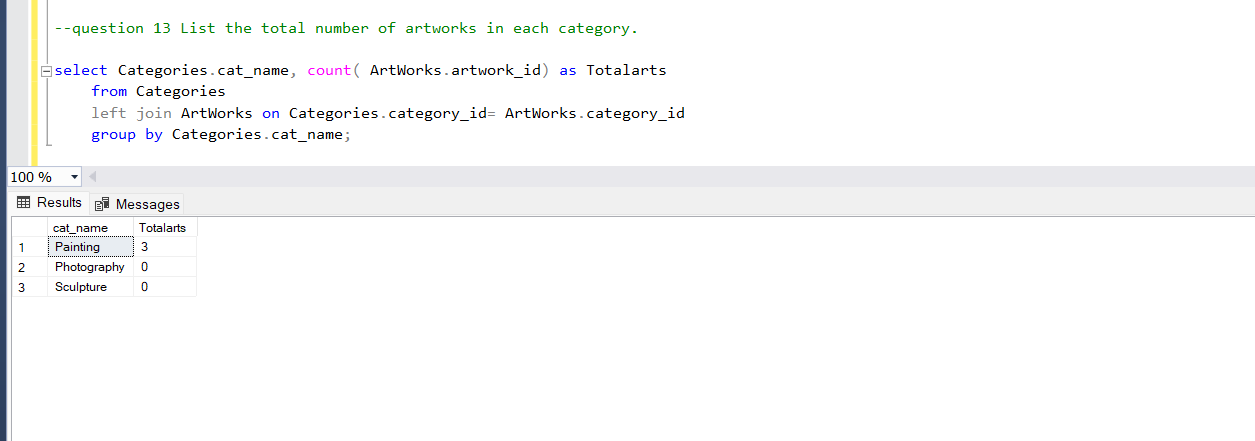 --question 13 List the total number of artworks in each category.
select Categories.cat_name, count( ArtWorks.artwork_id) as Totalarts
from Categories
left join ArtWorks on Categories.category_id= ArtWorks.category_id
group by Categories.cat_name;
100 %
Results Messages
cat_name Totalarts
1 Painting 3
2 Photography 0
3 Sculpture 0